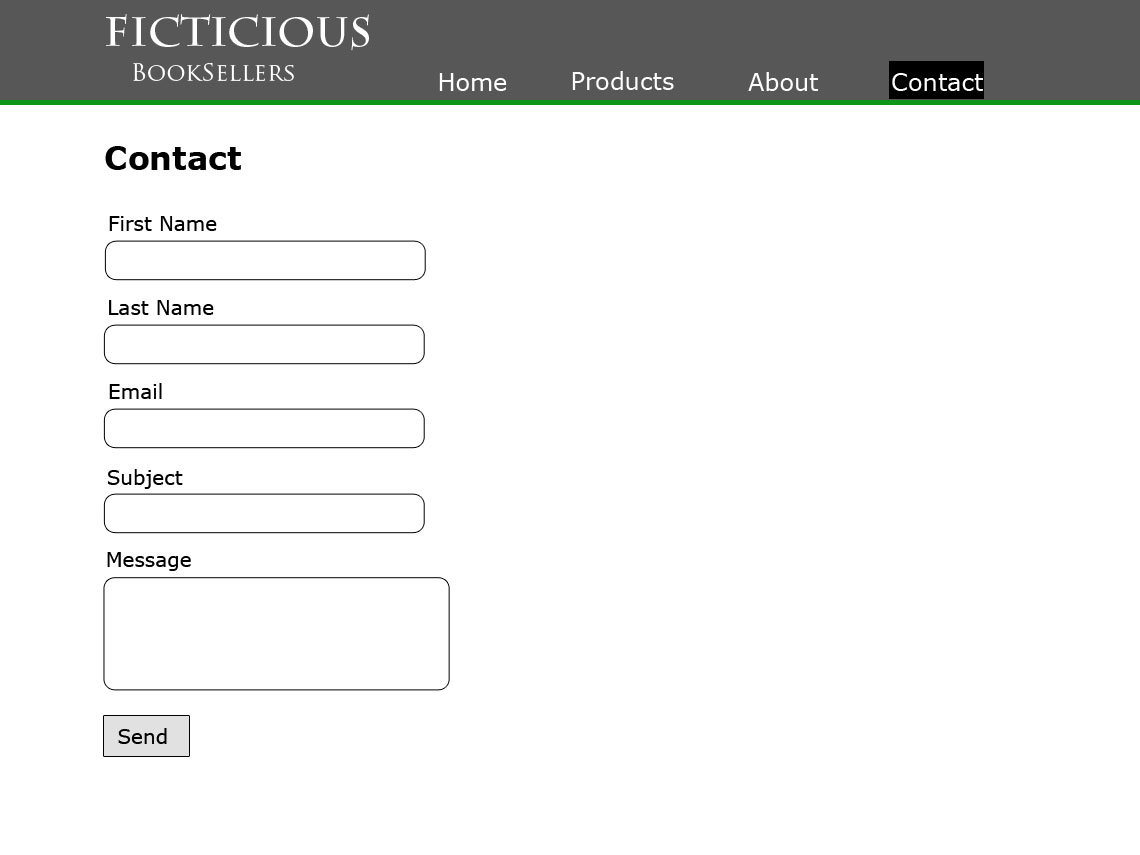 FICTICIOUS
BOOKSELLERS
Home Products About Contact
Contact
First Name
Last Name
Email
Subject
Message
Send